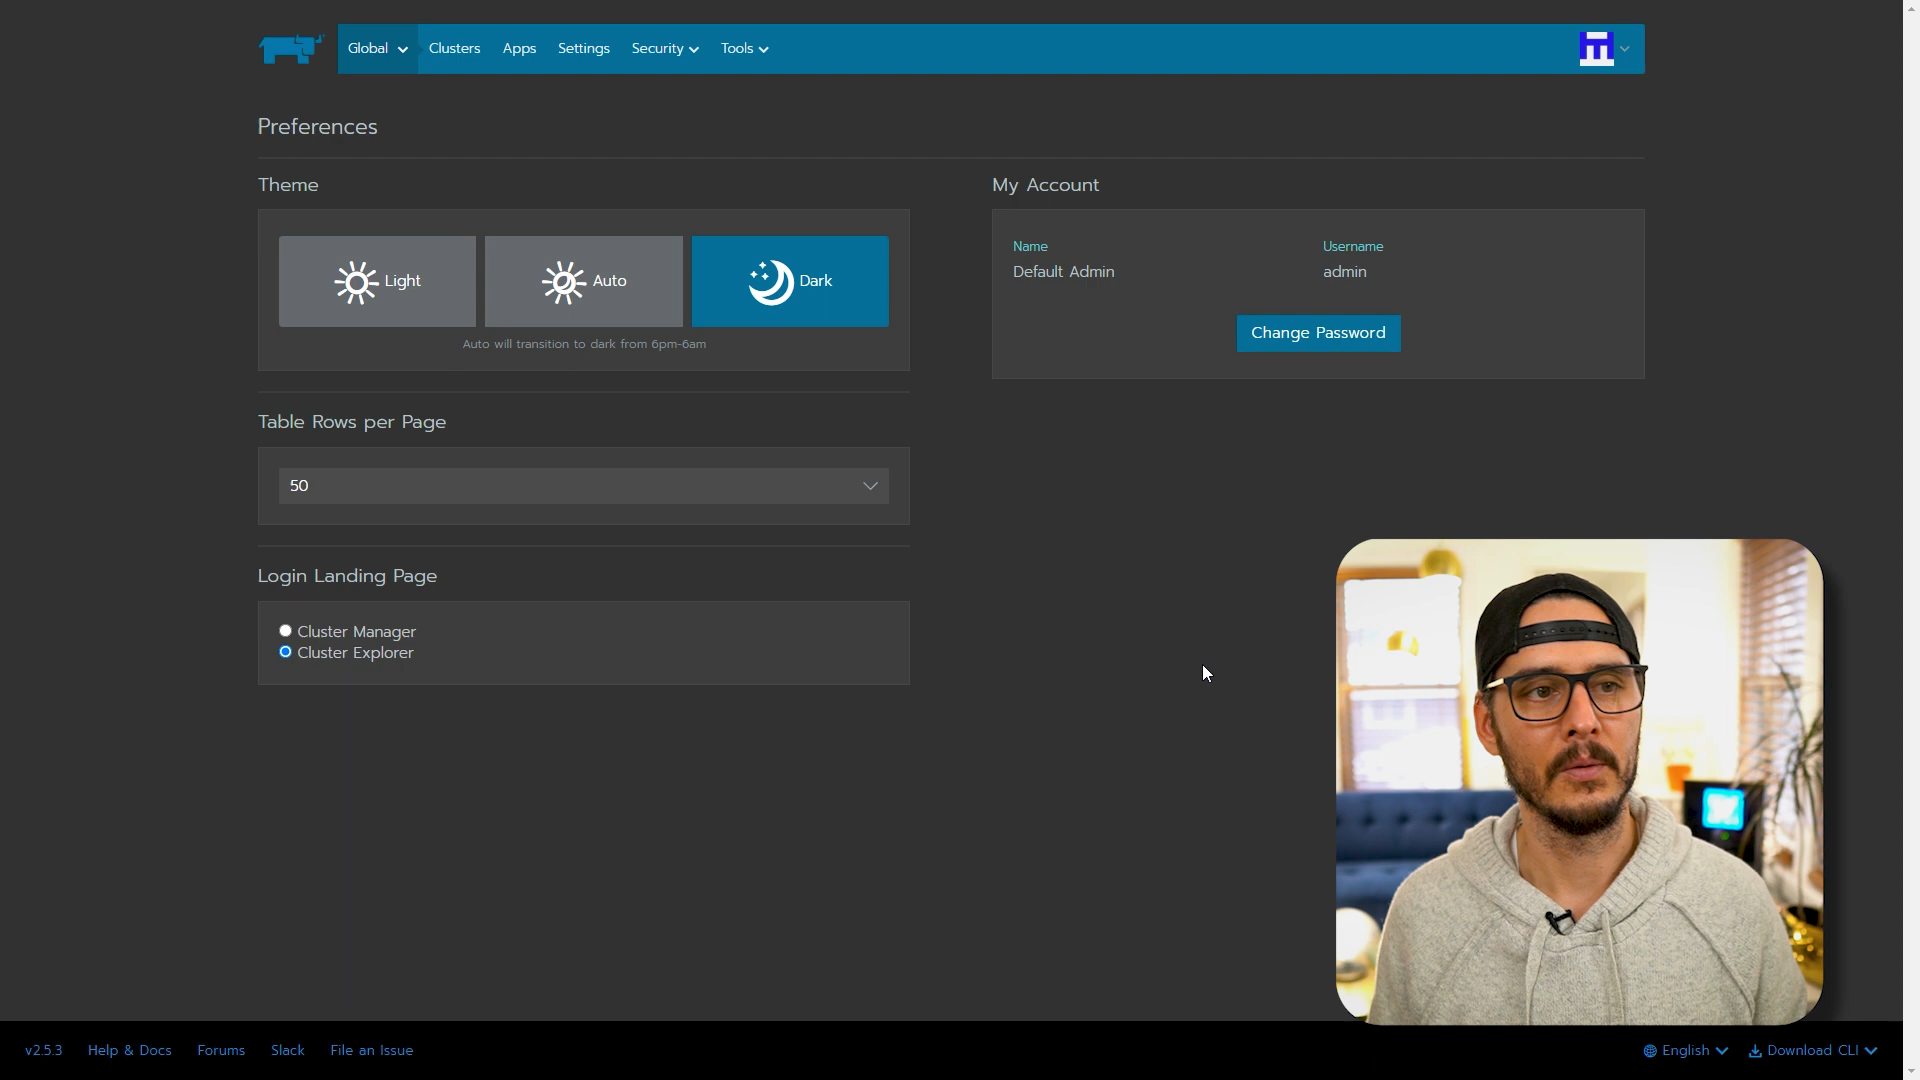 Global Clusters Apps Settings Security Tools
Preferences
Theme
Light Auto Dark
Auto will transition to dark from 6pm-6am
Table Rows per Page
50
Login Landing Page
Cluster Manager
Cluster Explorer
My Account
Name Username
Default Admin admin
Change Password
v2.5.3 Help & Docs Forums Slack File an Issue English Download CLI